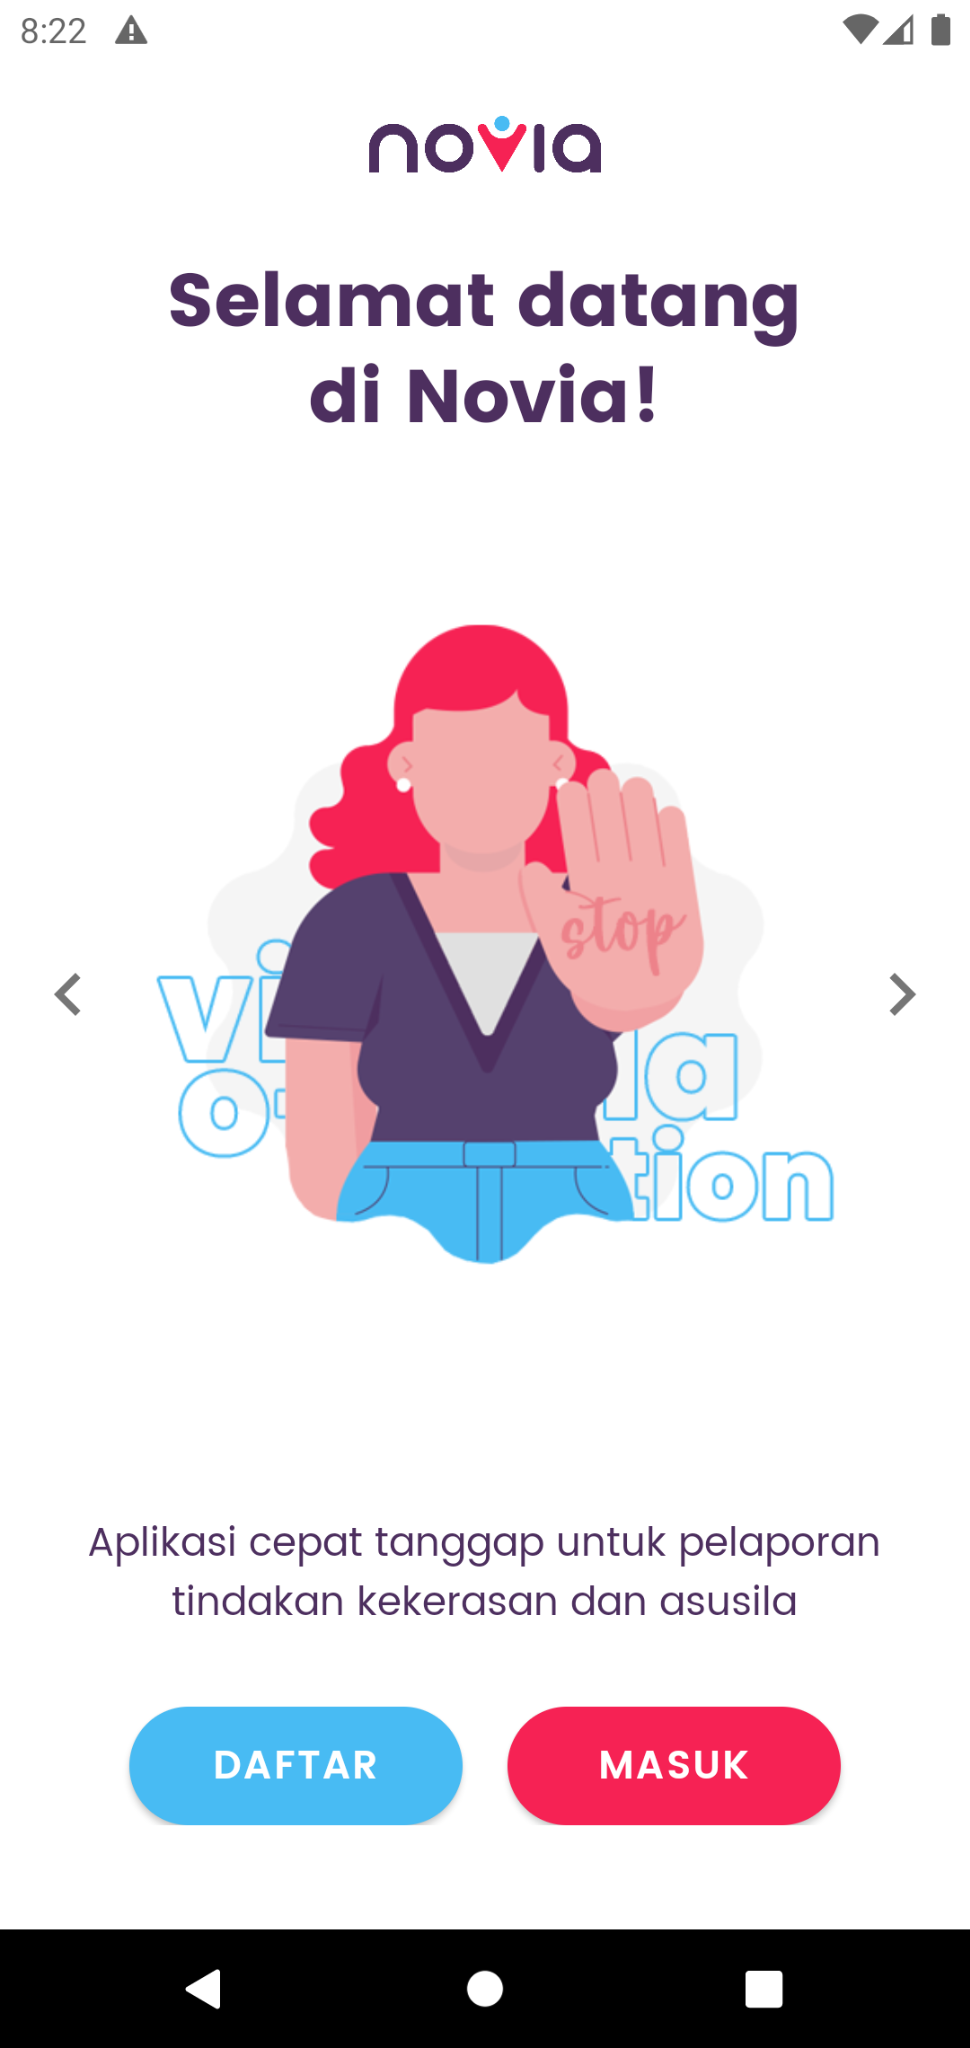 8:22
novia
Selamat datang
di Novia!
stop
Aplikasi cepat tanggap untuk pelaporan
tindakan kekerasan dan asusila
DAFTAR MASUK